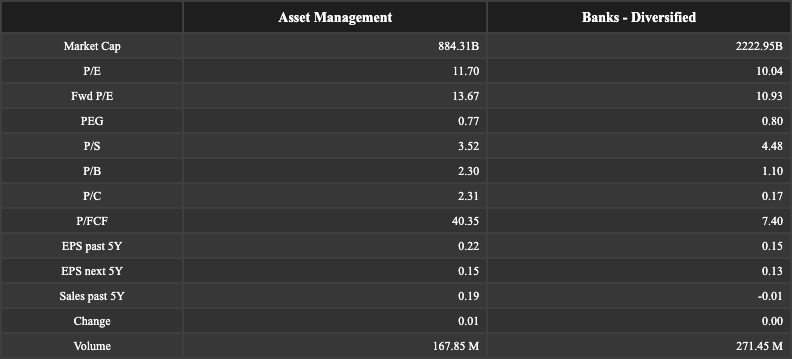 Asset Management Banks - Diversified
Market Cap 884.31B 2222.95B
P/E 11.70 10.04
Fwd P/E 13.67 10.93
PEG 0.77 0.80
P/S 3.52 4.48
P/B 2.30 1.10
P/C 2.31 0.17
P/FCF 40.35 7.40
EPS past 5Y 0.22 0.15
EPS next 5Y 0.15 0.13
Sales past 5Y 0.19 -0.01
Change 0.01 0.00
Volume 167.85 M 271.45 M